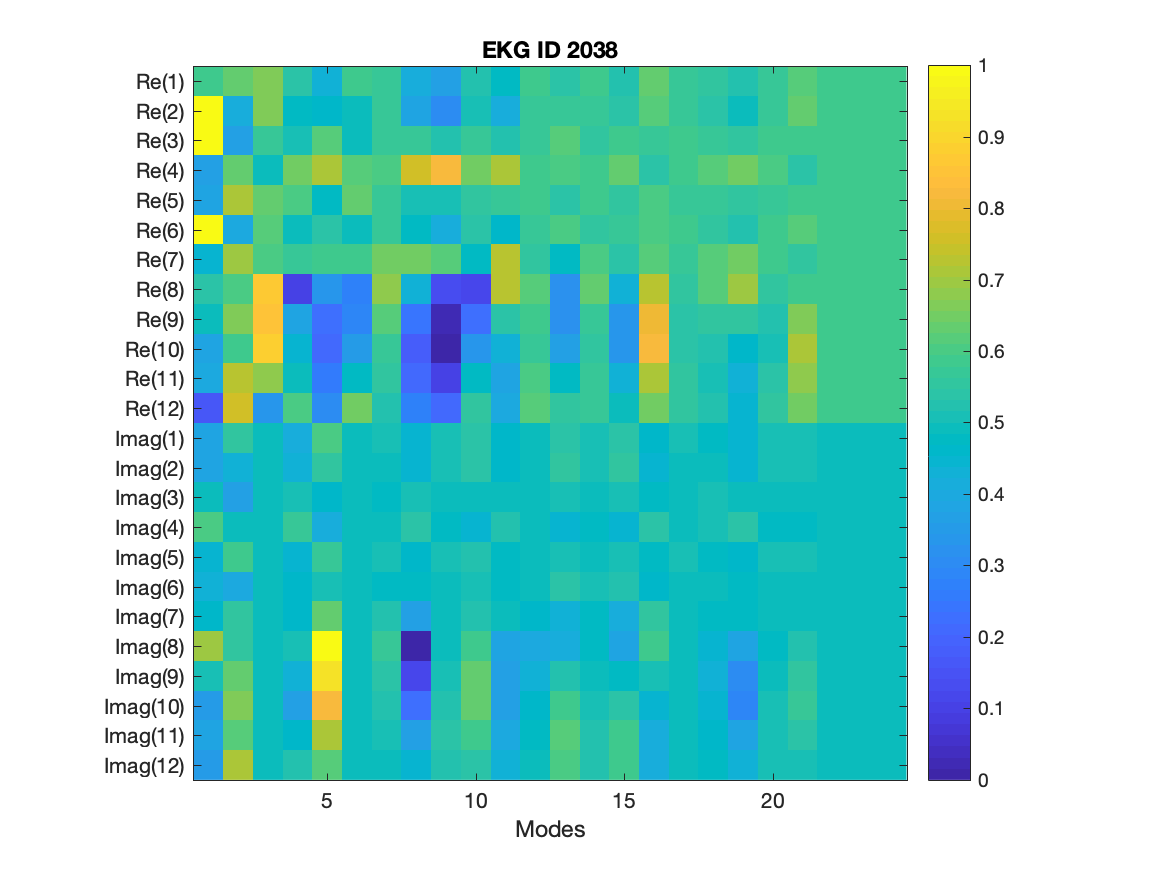 EKG ID 2038
Re(1)
Re(2)
Re(3)
Re(4)
Re(5)
Re(6)
Re(7)
Re(8)
Re(9)
Re(10)
Re(11)
Re(12)
Imag(1)
Imag(2)
Imag(3)
Imag(4)
Imag(5)
Imag(6)
Imag(7)
Imag(8)
Imag(9)
Imag(10)
Imag(11)
Imag(12)
5 10 15 20
Modes
1
0.9
0.8
0.7
0.6
0.5
0.4
0.3
0.2
0.1
0